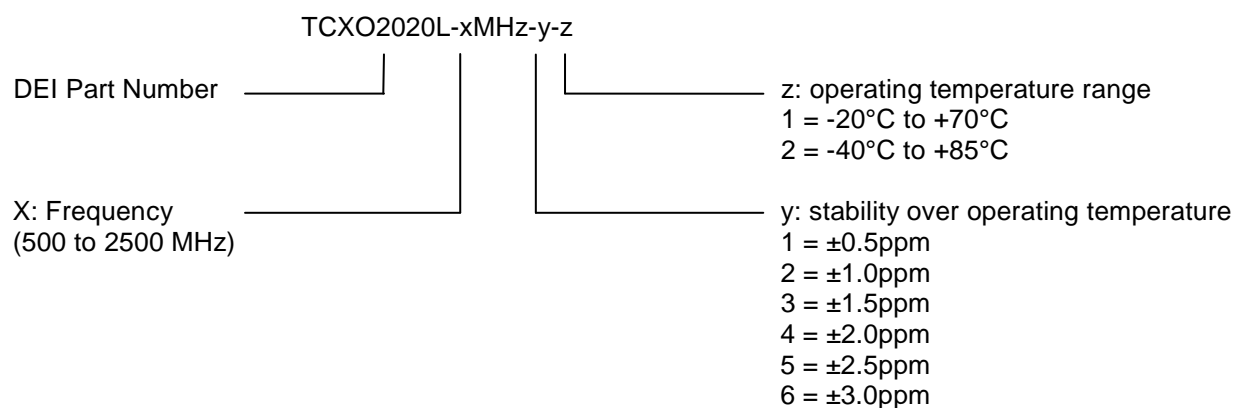 TCXO2020L-xMHz-y-z
DEI Part Number
z: operating temperature range
1 = -20°C to +70°C
2 = -40°C to +85°C
X: Frequency
(500 to 2500 MHz)
y: stability over operating temperature
1 = ±0.5ppm
2 = ±1.0ppm
3 = ±1.5ppm
4 = ±2.0ppm
5 = ±2.5ppm
6 = ±3.0ppm